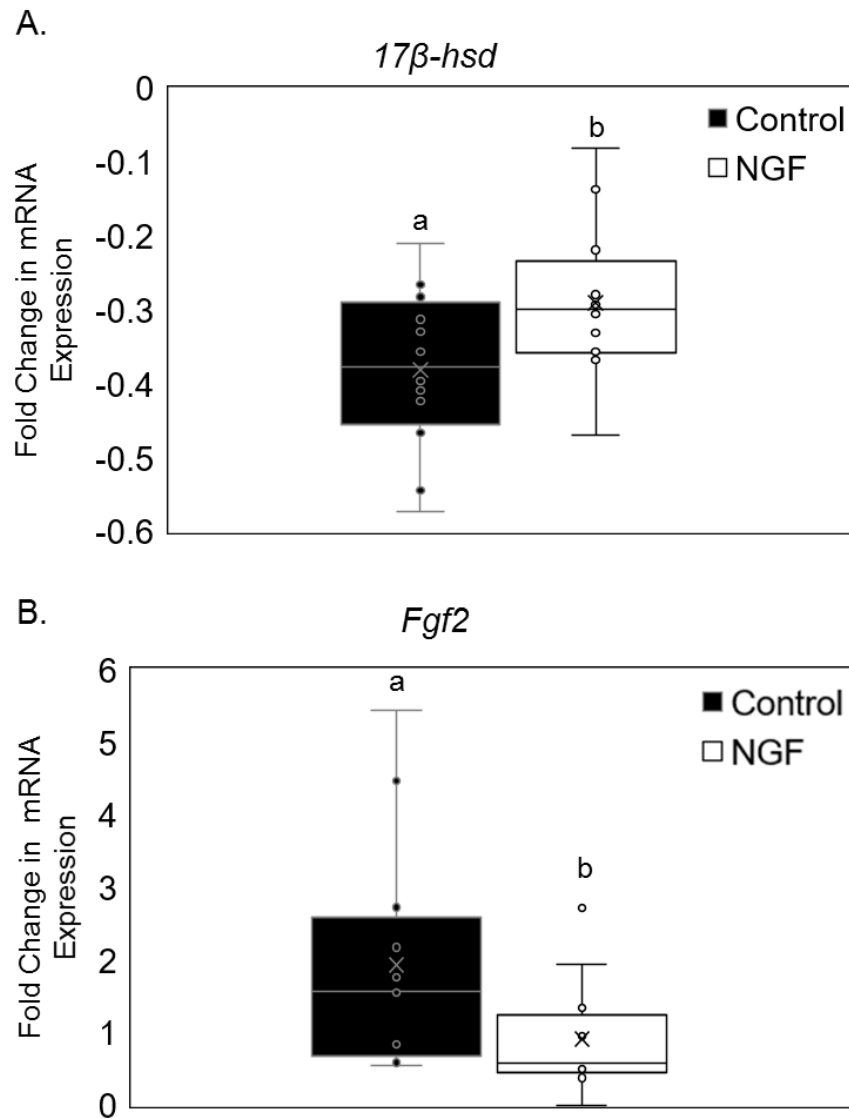 A.
17β-hsd
Fold Change in mRNA
Expression
0
-0.1
-0.2
-0.3
-0.4
-0.5
-0.6
a
b
Control
NGF
B.
Fgf2
Fold Change in mRNA
Expression
6
5
4
3
2
1
0
a
b
Control
NGF